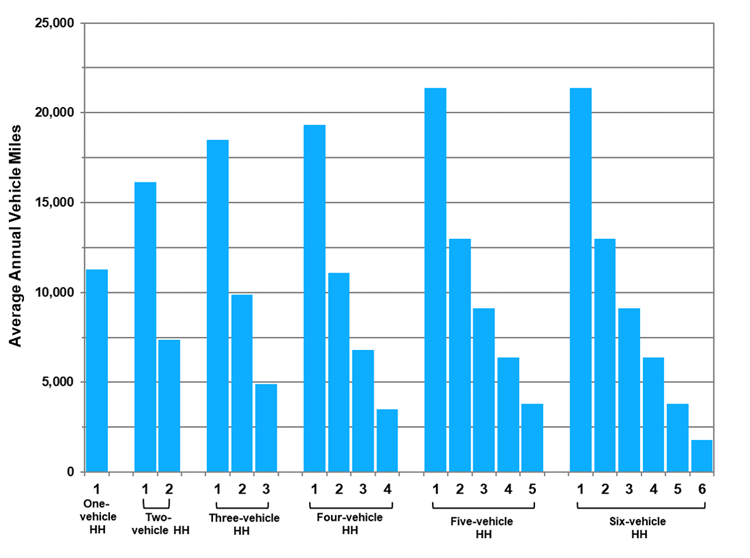 25,000
20,000
15,000
10,000
5,000
0
Average Annual Vehicle Miles
1 1 2 1 2 3 1 2 3 4 1 2 3 4 5 1 2 3 4 5 6
One-
vehicle
HH
Two-
vehicle HH
Three-vehicle
HH
Four-vehicle
HH
Five-vehicle
HH
Six-vehicle
HH